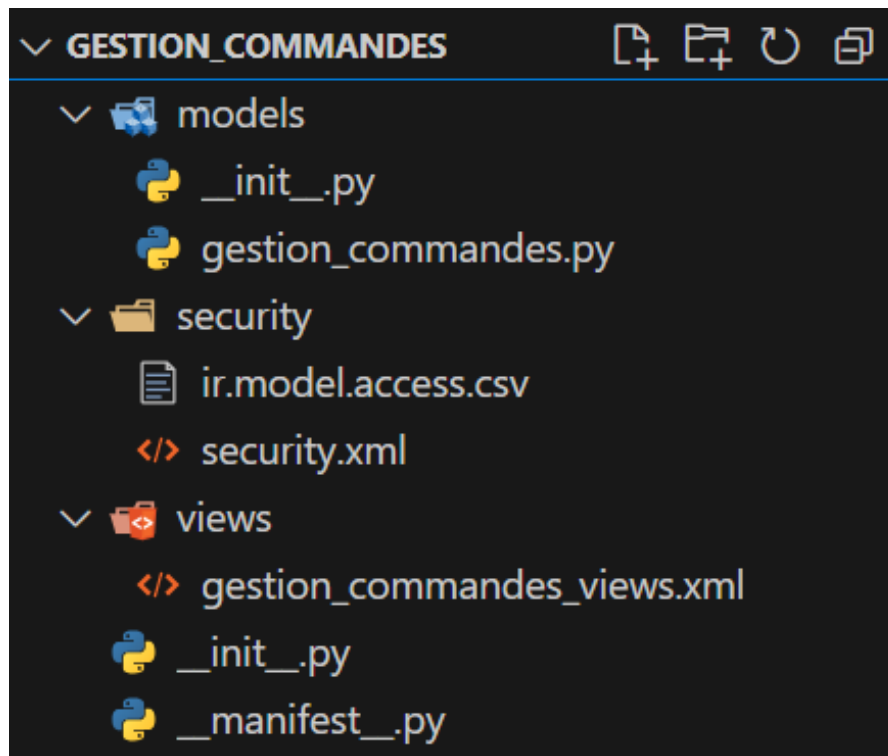 GESTION_COMMANDES
models
__init__.py
gestion_commandes.py
security
ir.model.access.csv
security.xml
views
gestion_commandes_views.xml
__init__.py
__manifest__.py